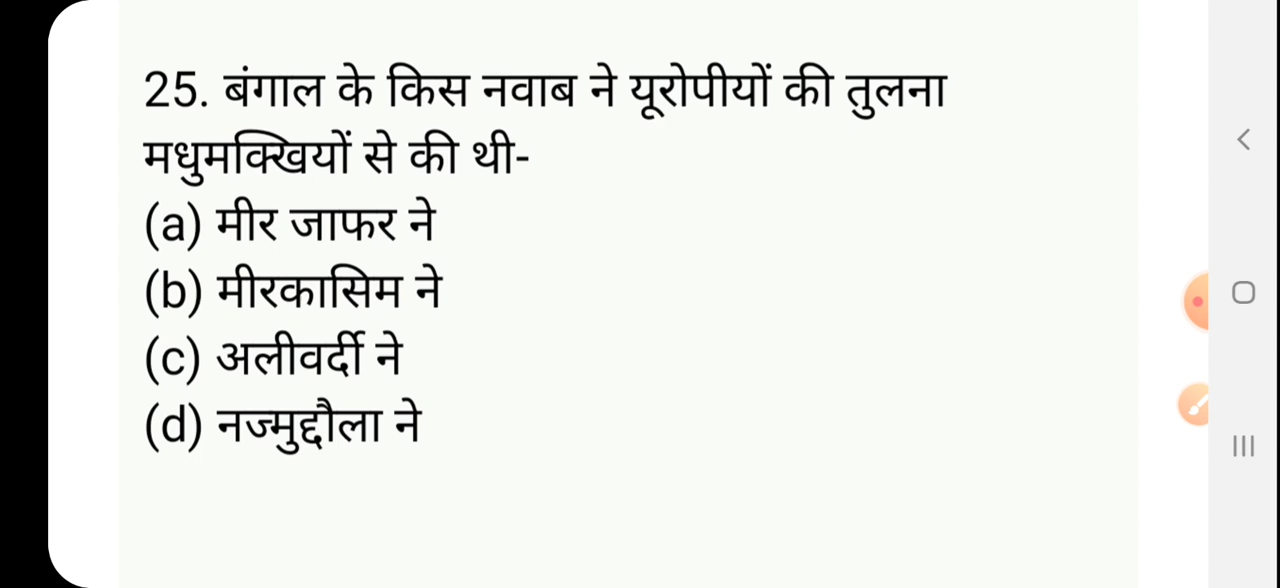 25. बंगाल के किस नवाब ने यूरोपीयों की तुलना
मधुमक्खियों से की थी-
(a) मीर जाफर ने
(b) मीरकासिम ने
(c) अलीवर्दी ने
(d) नज्मुद्दौला ने